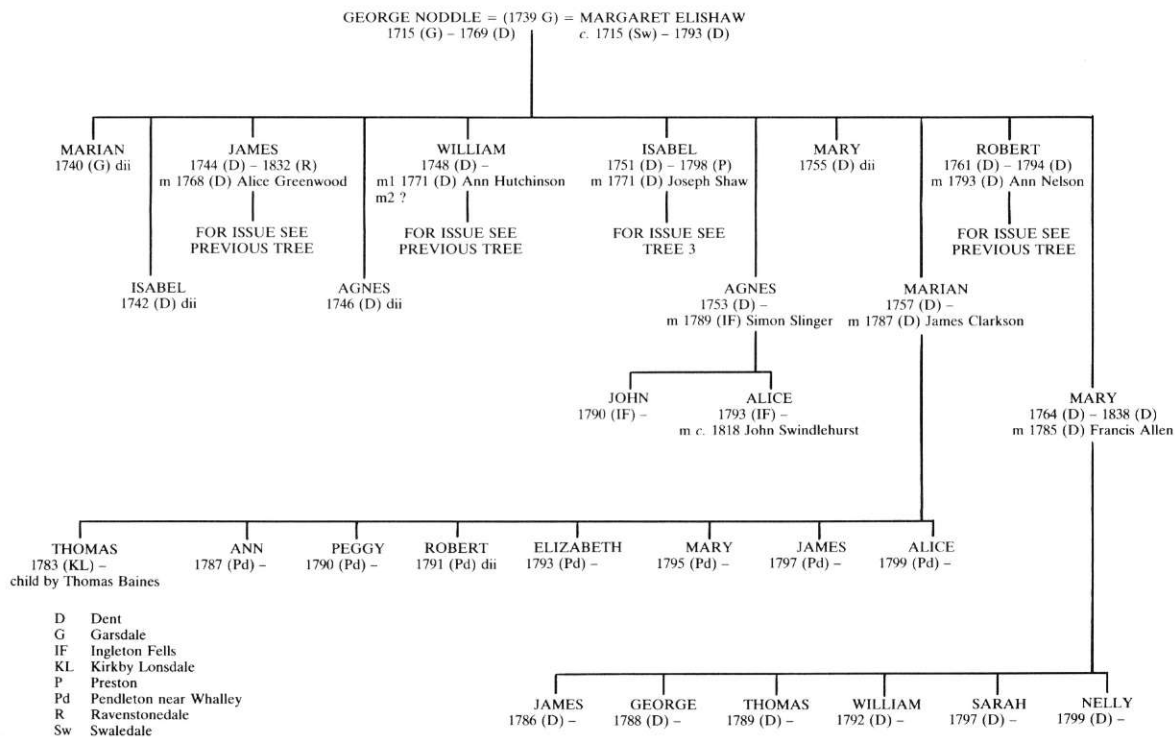 GEORGE NODDLE = (1739 G) = MARGARET ELISHAW
1715 (G) – 1769 (D) c. 1715 (Sw) – 1793 (D)
MARIAN
1740 (G) dii
JAMES
1744 (D) – 1832 (R)
m 1768 (D) Alice Greenwood
FOR ISSUE SEE
PREVIOUS TREE
WILLIAM
1748 (D) –
m1 1771 (D) Ann Hutchinson
m2 ?
FOR ISSUE SEE
PREVIOUS TREE
ISABEL
1751 (D) – 1798 (P)
m 1771 (D) Joseph Shaw
FOR ISSUE SEE
TREE 3
MARY
1755 (D) dii
ROBERT
1761 (D) – 1794 (D)
m 1793 (D) Ann Nelson
FOR ISSUE SEE
PREVIOUS TREE
ISABEL
1742 (D) dii
AGNES
1746 (D) dii
AGNES
1753 (D) –
m 1789 (IF) Simon Slinger
MARIAN
1757 (D) –
m 1787 (D) James Clarkson
JOHN
1790 (IF) –
ALICE
1793 (IF) –
m c. 1818 John Swindlehurst
MARY
1764 (D) – 1838 (D)
m 1785 (D) Francis Allen
THOMAS
1783 (KL) –
child by Thomas Baines
ANN
1787 (Pd) –
PEGGY
1790 (Pd) –
ROBERT
1791 (Pd) dii
ELIZABETH
1793 (Pd) –
MARY
1795 (Pd) –
JAMES
1797 (Pd) –
ALICE
1799 (Pd) –
D Dent
G Garsdale
IF Ingleton Fells
KL Kirkby Lonsdale
P Preston
Pd Pendleton near Whalley
R Ravenstonedale
Sw Swaledale
JAMES
1786 (D) –
GEORGE
1788 (D) –
THOMAS
1789 (D) –
WILLIAM
1792 (D) –
SARAH
1797 (D) –
NELLY
1799 (D) –